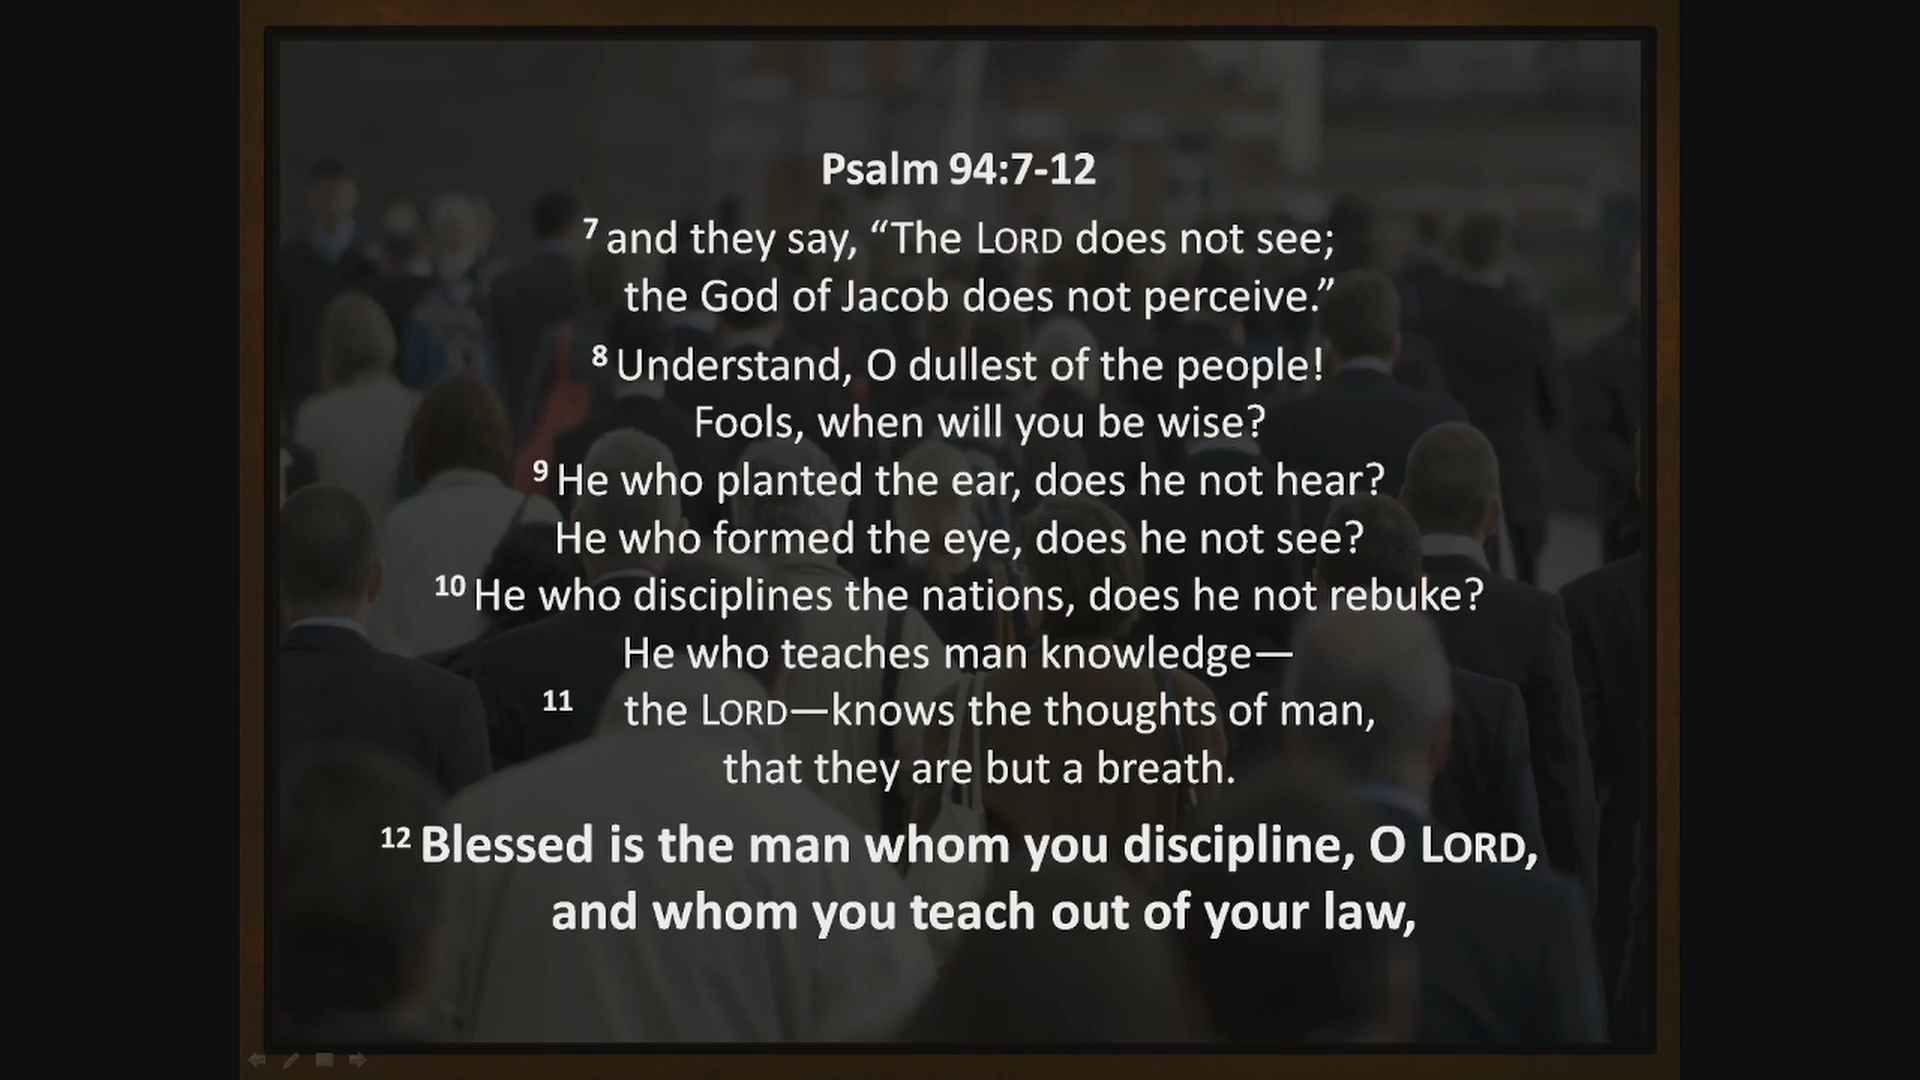 Psalm 94:7-12
7 and they say, “The LORD does not see;
the God of Jacob does not perceive.”
8 Understand, O dullest of the people!
Fools, when will you be wise?
9 He who planted the ear, does he not hear?
He who formed the eye, does he not see?
10 He who disciplines the nations, does he not rebuke?
He who teaches man knowledge—
11 the LORD—knows the thoughts of man,
that they are but a breath.
12 Blessed is the man whom you discipline, O LORD,
and whom you teach out of your law,